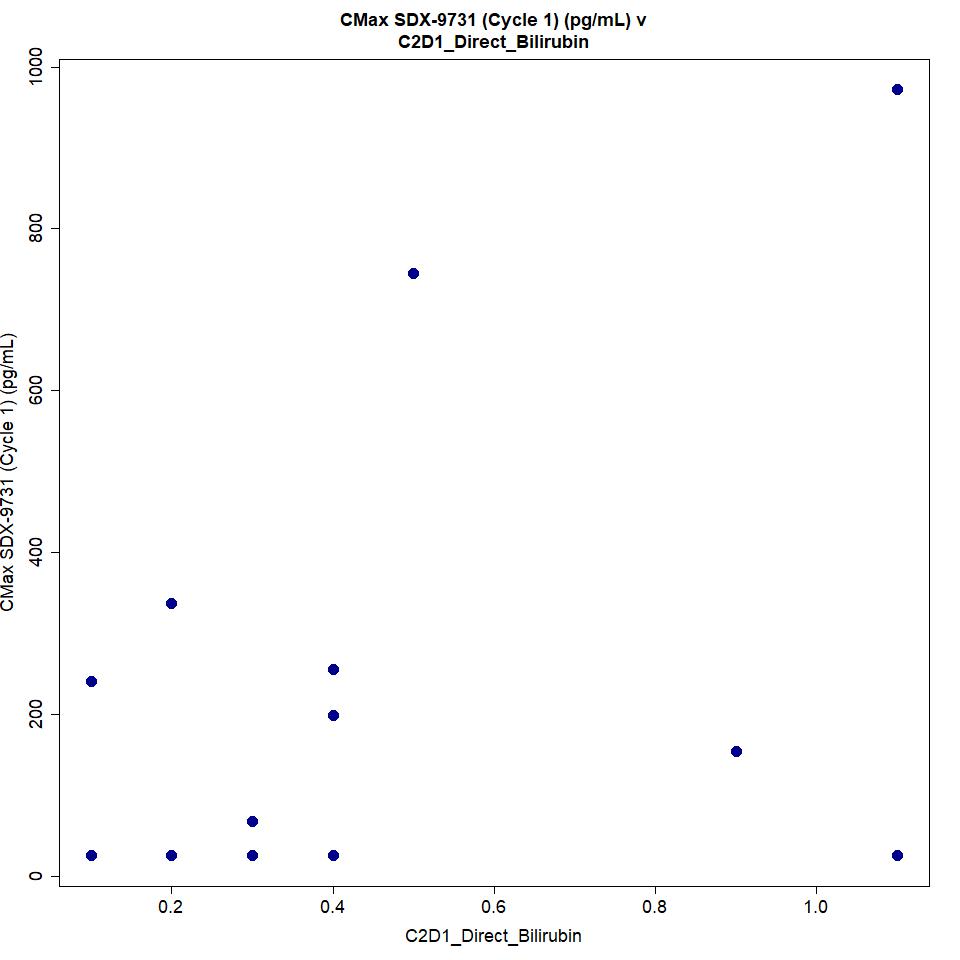 CMax SDX-9731 (Cycle 1) (pg/mL) v
C2D1_Direct_Bilirubin
CMax SDX-9731 (Cycle 1) (pg/mL)
1000
800
600
400
200
0
0.2 0.4 0.6 0.8 1.0
C2D1_Direct_Bilirubin